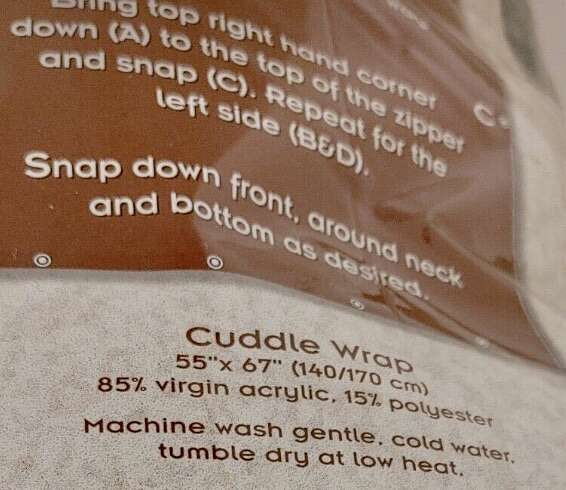 Bring top right hand corner
down (A) to the top of the zipper
and snap (C). Repeat for the
left side (B&D).
Snap down front, around neck
and bottom as desired.
C
Cuddle Wrap
55"x 67" (140/170 cm)
85% virgin acrylic, 15% polyester
Machine wash gentle, cold water,
tumble dry at low heat.